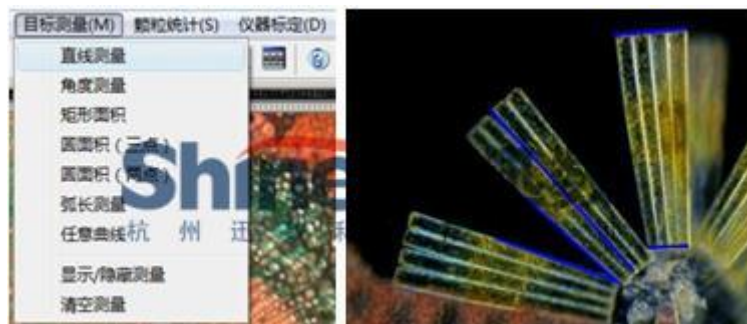 目标测量(M) 颗粒统计(S) 仪器标定(D)
直线测量
角度测量
矩形面积
圆面积（三点）
圆面积（两点）
弧长测量
任意曲线
显示/隐藏测量
清空测量
Shine
杭州迅